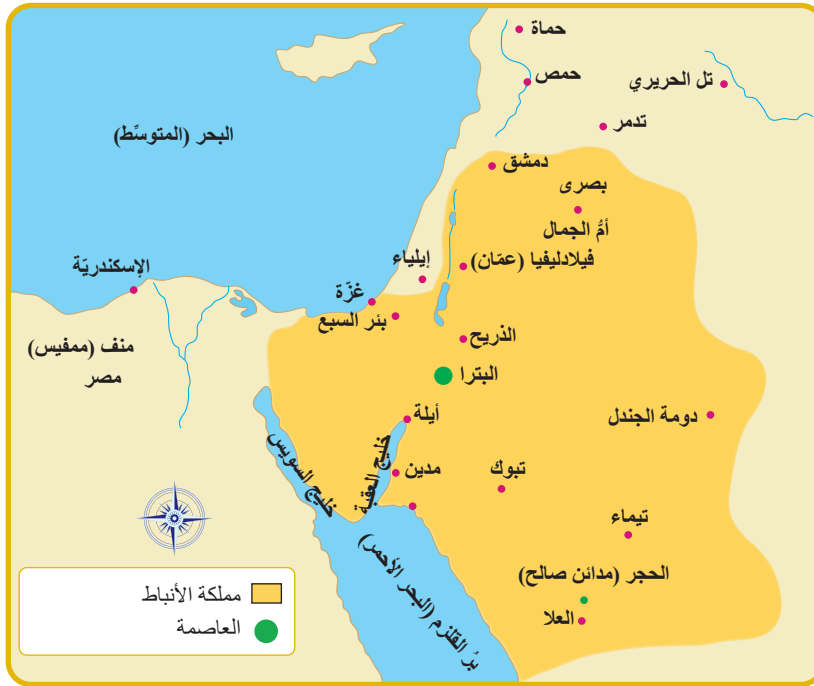 حماة
حمص
تل الحريري
تدمر
البحر (المتوسِّط)
دمشق
بصرى
أمُّ الجمال
فيلادليفيا (عمّان)
إيلياء
الإسكندريّة
غزّة
بئر السبع
منف (ممفيس)
مصر
الذريح
البترا
أيلة
دومة الجندل
خليج السويس
خليج العقبة
مدين
تبوك
تيماء
الحجر (مدائن صالح)
العلا
بُر القلزم (البحر الأحمر)
مملكة الأنباط
العاصمة